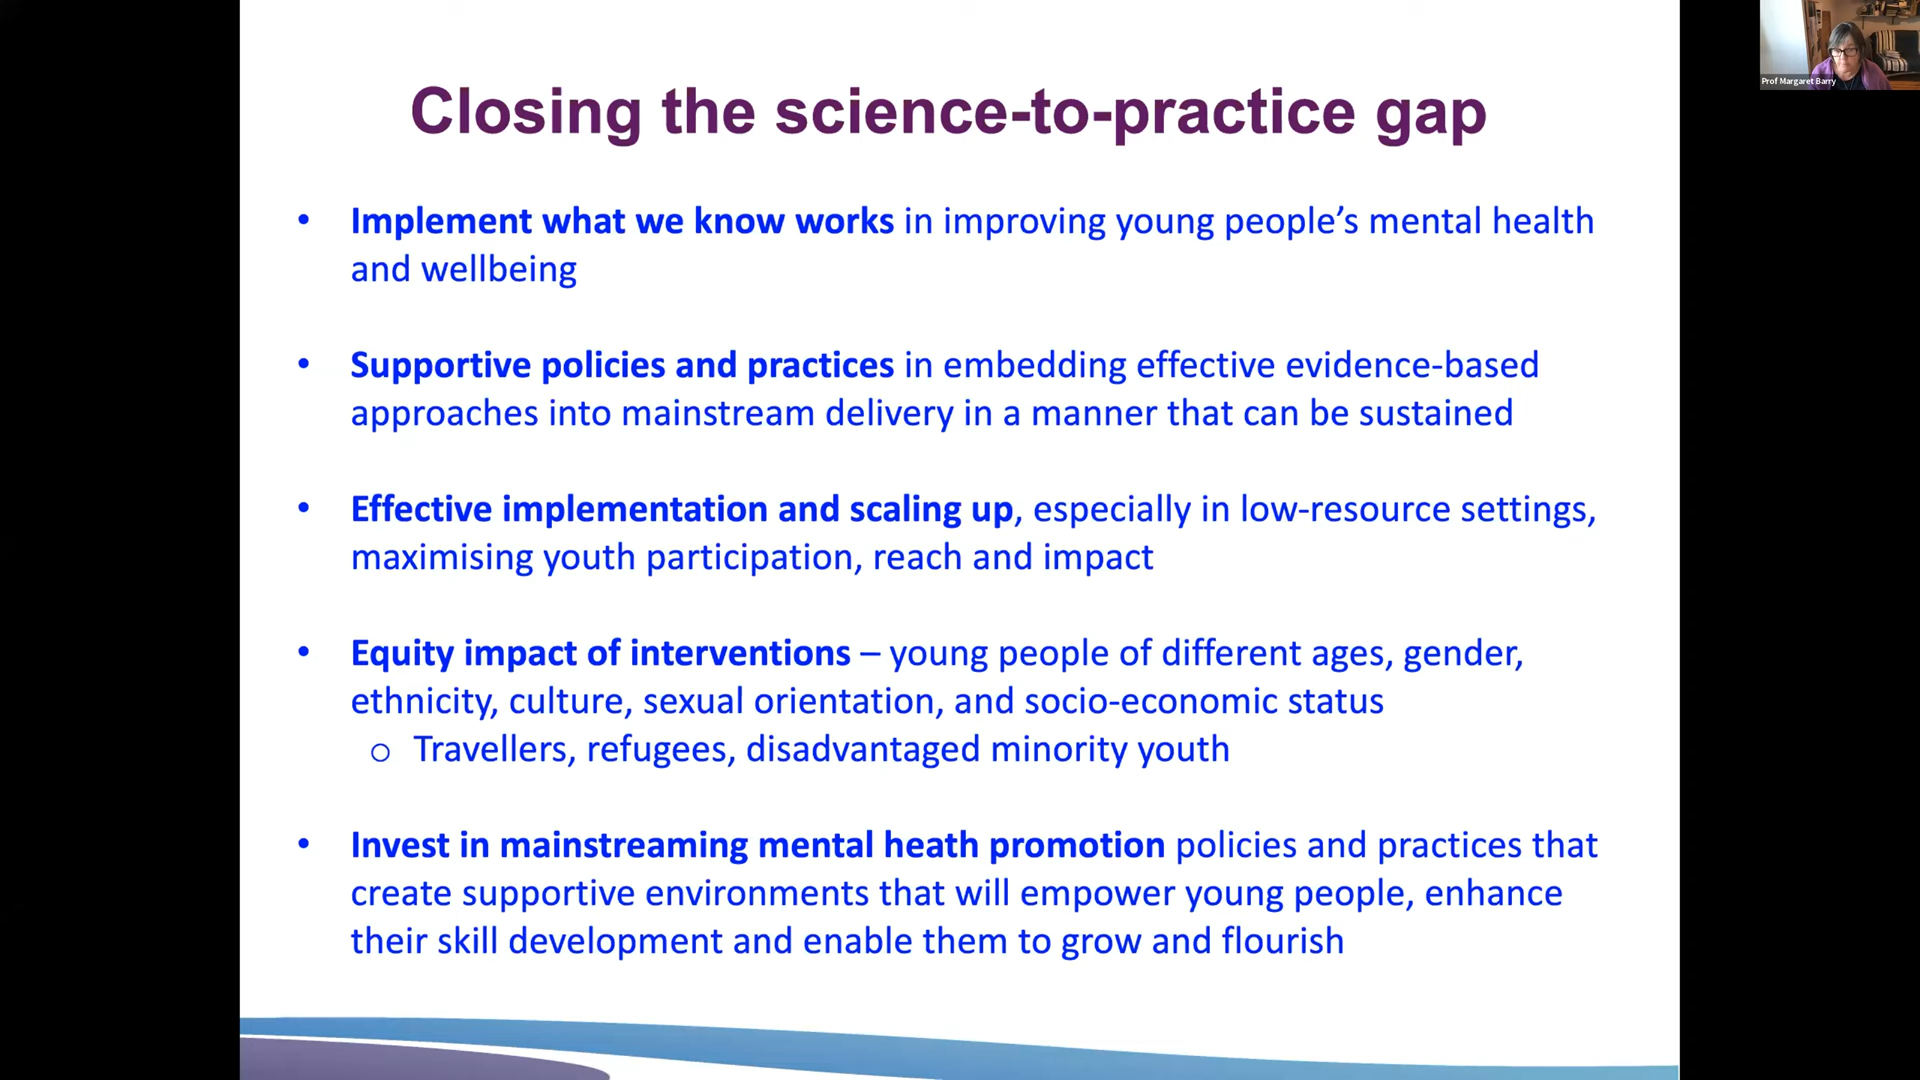 Closing the science-to-practice gap
• Implement what we know works in improving young people’s mental health
and wellbeing
• Supportive policies and practices in embedding effective evidence-based
approaches into mainstream delivery in a manner that can be sustained
• Effective implementation and scaling up, especially in low-resource settings,
maximising youth participation, reach and impact
• Equity impact of interventions – young people of different ages, gender,
ethnicity, culture, sexual orientation, and socio-economic status
o Travellers, refugees, disadvantaged minority youth
• Invest in mainstreaming mental heath promotion policies and practices that
create supportive environments that will empower young people, enhance
their skill development and enable them to grow and flourish
Prof Margaret Barry